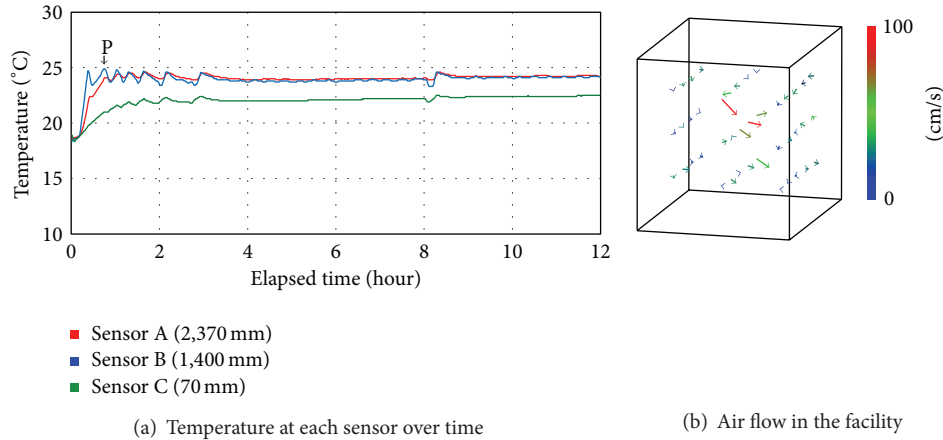 30
25
20
15
10
Temperature (°C)
P
0
2
4
6
8
10
12
Elapsed time (hour)
Sensor A (2,370 mm)
Sensor B (1,400 mm)
Sensor C (70 mm)
(a) Temperature at each sensor over time
100
0
(cm/s)
(b) Air flow in the facility